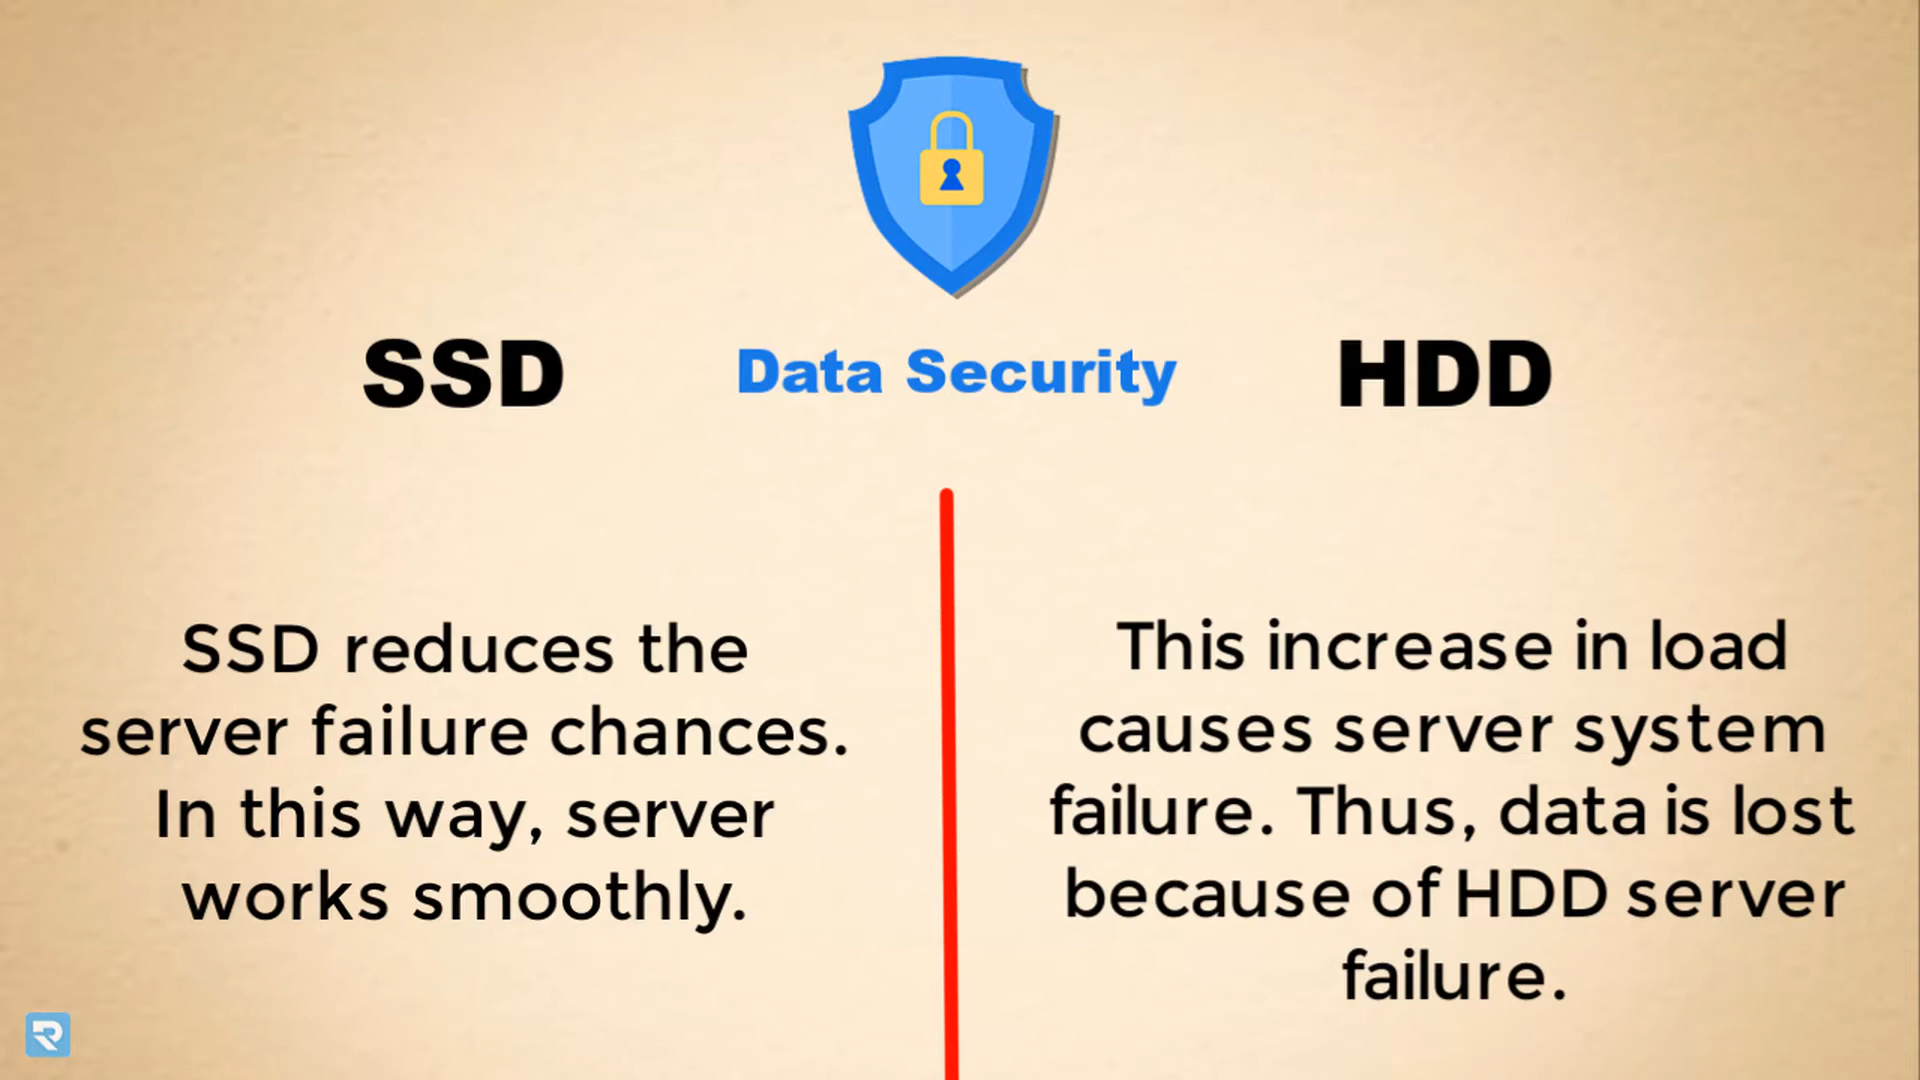 SSD
Data Security
HDD
SSD reduces the
server failure chances.
In this way, server
works smoothly.
This increase in load
causes server system
failure. Thus, data is lost
because of HDD server
failure.